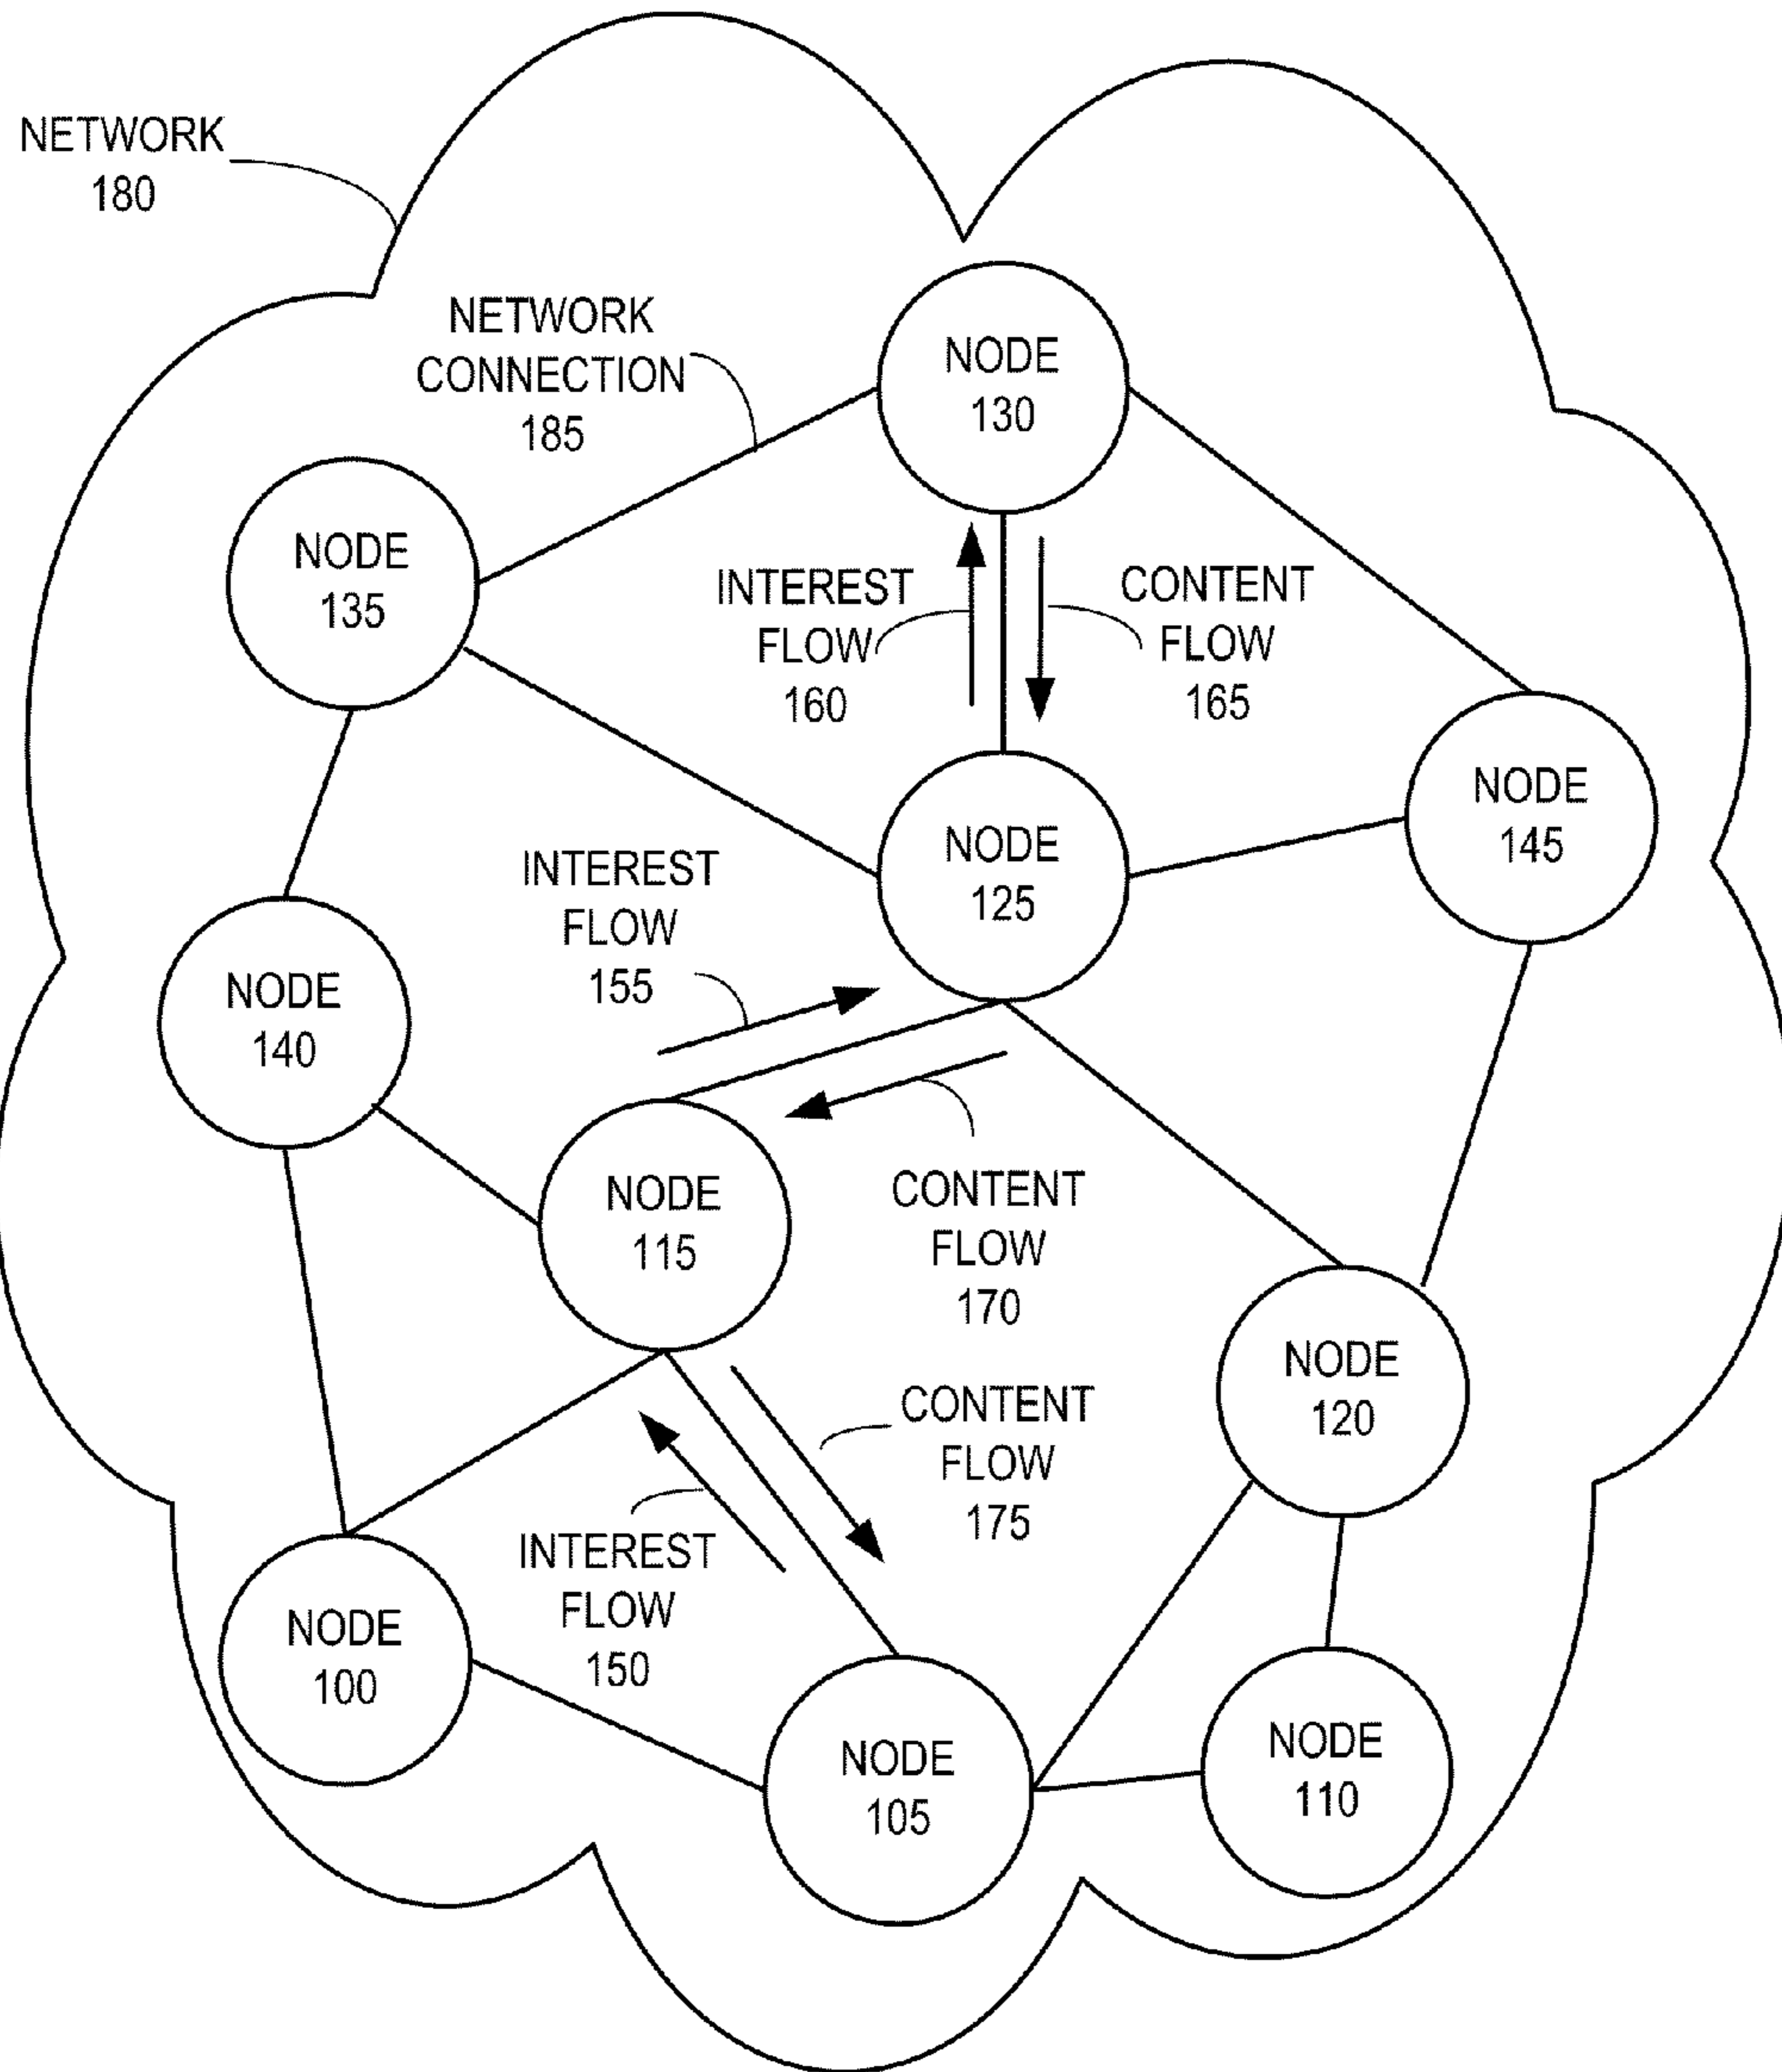 NETWORK
180
NETWORK
CONNECTION
185
NODE
130
NODE
135
INTEREST
FLOW
160
CONTENT
FLOW
165
NODE
145
NODE
125
INTEREST
FLOW
155
NODE
140
NODE
115
CONTENT
FLOW
170
NODE
120
CONTENT
FLOW
175
INTEREST
FLOW
150
NODE
100
NODE
105
NODE
110